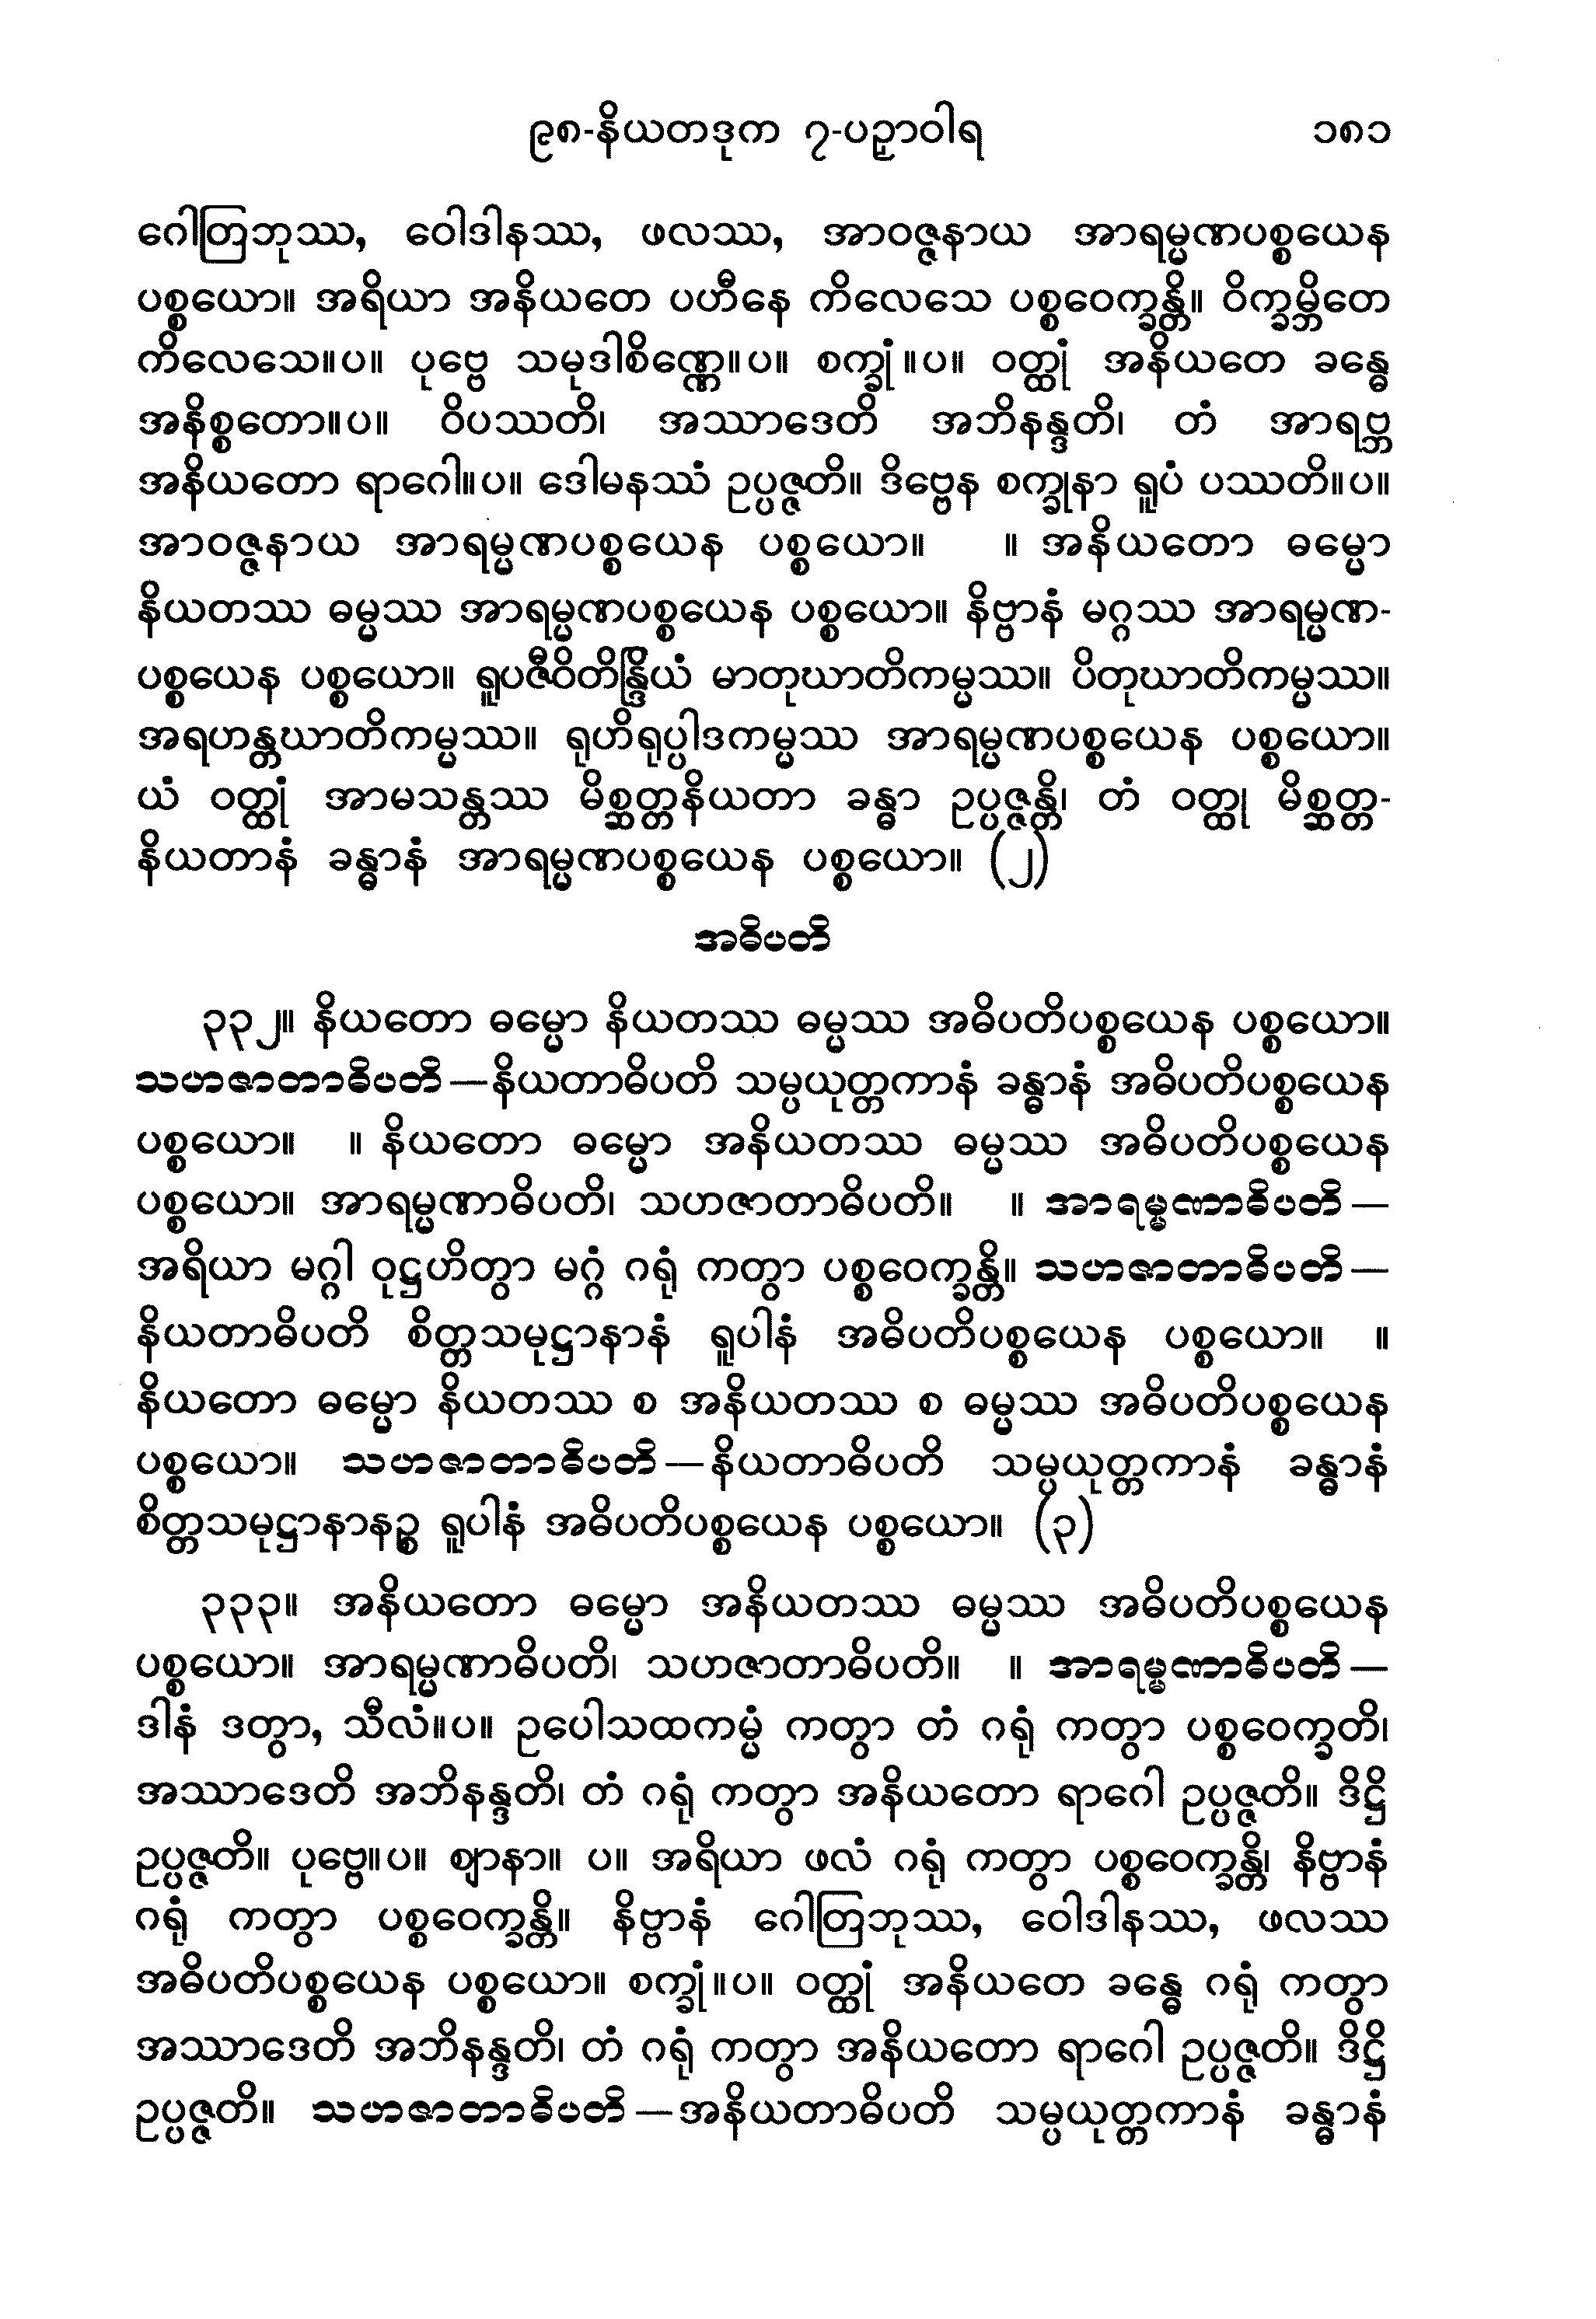 ၉၈-နိယတဒုက ၇-ပဉှာဝါရ ၁၈၁
ဂေါတြဘုဿ, ဝေါဒါနဿ, ဖလဿ, အာဝဇ္ဇနာယ အာရမ္မဏပစ္စယေန
ပစ္စယော။ အရိယာ အနိယတေ ပဟီနေ ကိလေသေ ပစ္စဝေက္ခန္တိ။ ဝိက္ခမ္ဘိတေ
ကိလေသေ။ပ။ ပုဗ္ဗေ သမုဒါစိဏ္ဏေ။ပ။ စက္ခုံ။ပ။ ဝတ္ထုံ အနိယတေ ခန္ဓေ
အနိစ္စတော။ပ။ ဝိပဿတိ၊ အဿာဒေတိ အဘိနန္ဒတိ၊ တံ အာရဗ္ဘ
အနိယတော ရာဂေါ။ပ။ ဒေါမနဿံ ဥပ္ပဇ္ဇတိ။ ဒိဗ္ဗေန စက္ခုနာ ရူပံ ပဿတိ။ပ။
အာဝဇ္ဇနာယ အာရမ္မဏပစ္စယေန ပစ္စယော။ ။ အနိယတော ဓမ္မော
နိယတဿ ဓမ္မဿ အာရမ္မဏပစ္စယေန ပစ္စယော။ နိဗ္ဗာနံ မဂ္ဂဿ အာရမ္မဏ-
ပစ္စယေန ပစ္စယော။ ရူပဇီဝိတိန္ဒြိယံ မာတုဃာတိကမ္မဿ။ ပိတုဃာတိကမ္မဿ။
အရဟန္တဃာတိကမ္မဿ။ ရုဟိရုပ္ပါဒကမ္မဿ အာရမ္မဏပစ္စယေန ပစ္စယော။
ယံ ဝတ္ထုံ အာမသန္တဿ မိစ္ဆတ္တနိယတာ ခန္ဓာ ဥပ္ပဇ္ဇန္တိ၊ တံ ဝတ္ထု မိစ္ဆတ္တ-
နိယတာနံ ခန္ဓာနံ အာရမ္မဏပစ္စယေန ပစ္စယော။ (၂)
အဓိပတိ
၃၃၂။ နိယတော ဓမ္မော နိယတဿ ဓမ္မဿ အဓိပတိပစ္စယေန ပစ္စယော။
သဟဇာတာဓိပတိ—နိယတာဓိပတိ သမ္ပယုတ္တကာနံ ခန္ဓာနံ အဓိပတိပစ္စယေန
ပစ္စယော။ ။ နိယတော ဓမ္မော အနိယတဿ ဓမ္မဿ အဓိပတိပစ္စယေန
ပစ္စယော။ အာရမ္မဏာဓိပတိ၊ သဟဇာတာဓိပတိ။ ။ အာရမ္မဏာဓိပတိ—
အရိယာ မဂ္ဂါ ဝုဋ္ဌဟိတွာ မဂ္ဂံ ဂရုံ ကတွာ ပစ္စဝေက္ခန္တိ။ သဟဇာတာဓိပတိ—
နိယတာဓိပတိ စိတ္တသမုဋ္ဌာနာနံ ရူပါနံ အဓိပတိပစ္စယေန ပစ္စယော။ ။
နိယတော ဓမ္မော နိယတဿ စ အနိယတဿ စ ဓမ္မဿ အဓိပတိပစ္စယေန
ပစ္စယော။ သဟဇာတာဓိပတိ—နိယတာဓိပတိ သမ္ပယုတ္တကာနံ ခန္ဓာနံ
စိတ္တသမုဋ္ဌာနာနဉ္စ ရူပါနံ အဓိပတိပစ္စယေန ပစ္စယော။ (၃)
၃၃၃။ အနိယတော ဓမ္မော အနိယတဿ ဓမ္မဿ အဓိပတိပစ္စယေန
ပစ္စယော။ အာရမ္မဏာဓိပတိ၊ သဟဇာတာဓိပတိ။ ။ အာရမ္မဏာဓိပတိ—
ဒါနံ ဒတွာ, သီလံ။ပ။ ဥပေါသထကမ္မံ ကတွာ တံ ဂရုံ ကတွာ ပစ္စဝေက္ခတိ၊
အဿာဒေတိ အဘိနန္ဒတိ၊ တံ ဂရုံ ကတွာ အနိယတော ရာဂေါ ဥပ္ပဇ္ဇတိ။ ဒိဋ္ဌိ
ဥပ္ပဇ္ဇတိ။ ပုဗ္ဗေ။ပ။ ဈာနာ။ ပ။ အရိယာ ဖလံ ဂရုံ ကတွာ ပစ္စဝေက္ခန္တိ၊ နိဗ္ဗာနံ
ဂရုံ ကတွာ ပစ္စဝေက္ခန္တိ။ နိဗ္ဗာနံ ဂေါတြဘုဿ, ဝေါဒါနဿ, ဖလဿ
အဓိပတိပစ္စယေန ပစ္စယော။ စက္ခုံ။ပ။ ဝတ္ထုံ အနိယတေ ခန္ဓေ ဂရုံ ကတွာ
အဿာဒေတိ အဘိနန္ဒတိ၊ တံ ဂရုံ ကတွာ အနိယတော ရာဂေါ ဥပ္ပဇ္ဇတိ။ ဒိဋ္ဌိ
ဥပ္ပဇ္ဇတိ။ သဟဇာတာဓိပတိ—အနိယတာဓိပတိ သမ္ပယုတ္တကာနံ ခန္ဓာနံ